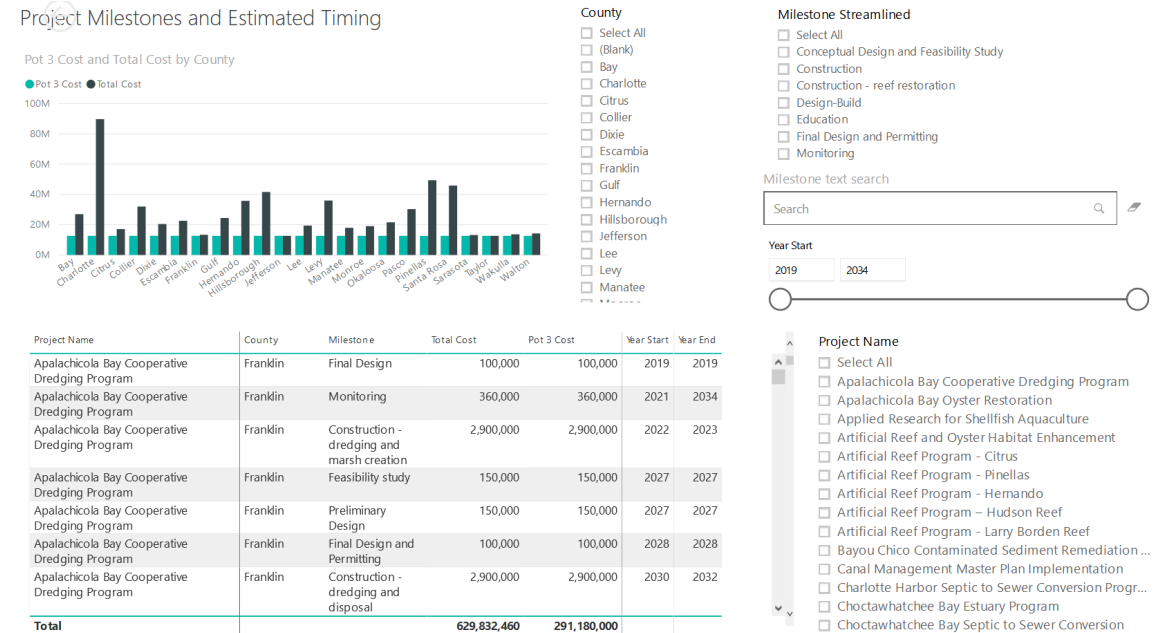 Project Milestones and Estimated Timing
Pot 3 Cost and Total Cost by County
Pot 3 Cost Total Cost
100M
80M
60M
40M
20M
0M
Bay
Charlotte
Citrus
Collier
Dixie
Escambia
Franklin
Gulf
Hernando
Hillsborough
Jefferson
Lee
Levy
Manatee
Monroe
Okaloosa
Pasco
Pinellas
Santa Rosa
Sarasota
Taylor
Wakulla
Walton
County
Select All
(Blank)
Bay
Charlotte
Citrus
Collier
Dixie
Escambia
Franklin
Gulf
Hernando
Hillsborough
Jefferson
Lee
Levy
Manatee
Milestone Streamlined
Select All
Conceptual Design and Feasibility Study
Construction
Construction - reef restoration
Design-Build
Education
Final Design and Permitting
Monitoring
Milestone text search
Search
Year Start
2019 2034
Project Name County Milestone Total Cost Pot 3 Cost Year Start Year End
Apalachicola Bay Cooperative Franklin Final Design 100,000 100,000 2019 2019
Dredging Program
Apalachicola Bay Cooperative Franklin Monitoring 360,000 360,000 2021 2034
Dredging Program
Apalachicola Bay Cooperative Franklin Construction - 2,900,000 2,900,000 2022 2023
Dredging Program dredging and
marsh creation
Apalachicola Bay Cooperative Franklin Feasibility study 150,000 150,000 2027 2027
Dredging Program
Apalachicola Bay Cooperative Franklin Preliminary 150,000 150,000 2027 2027
Dredging Program Design
Apalachicola Bay Cooperative Franklin Final Design and 100,000 100,000 2028 2028
Dredging Program Permitting
Apalachicola Bay Cooperative Franklin Construction - 2,900,000 2,900,000 2030 2032
Dredging Program dredging and
disposal
Total 629,832,460 291,180,000
Project Name
Select All
Apalachicola Bay Cooperative Dredging Program
Apalachicola Bay Oyster Restoration
Applied Research for Shellfish Aquaculture
Artificial Reef and Oyster Habitat Enhancement
Artificial Reef Program - Citrus
Artificial Reef Program - Pinellas
Artificial Reef Program - Hernando
Artificial Reef Program – Hudson Reef
Artificial Reef Program - Larry Borden Reef
Bayou Chico Contaminated Sediment Remediation ...
Canal Management Master Plan Implementation
Charlotte Harbor Septic to Sewer Conversion Progr...
Choctawhatchee Bay Estuary Program
Choctawhatchee Bay Septic to Sewer Conversion